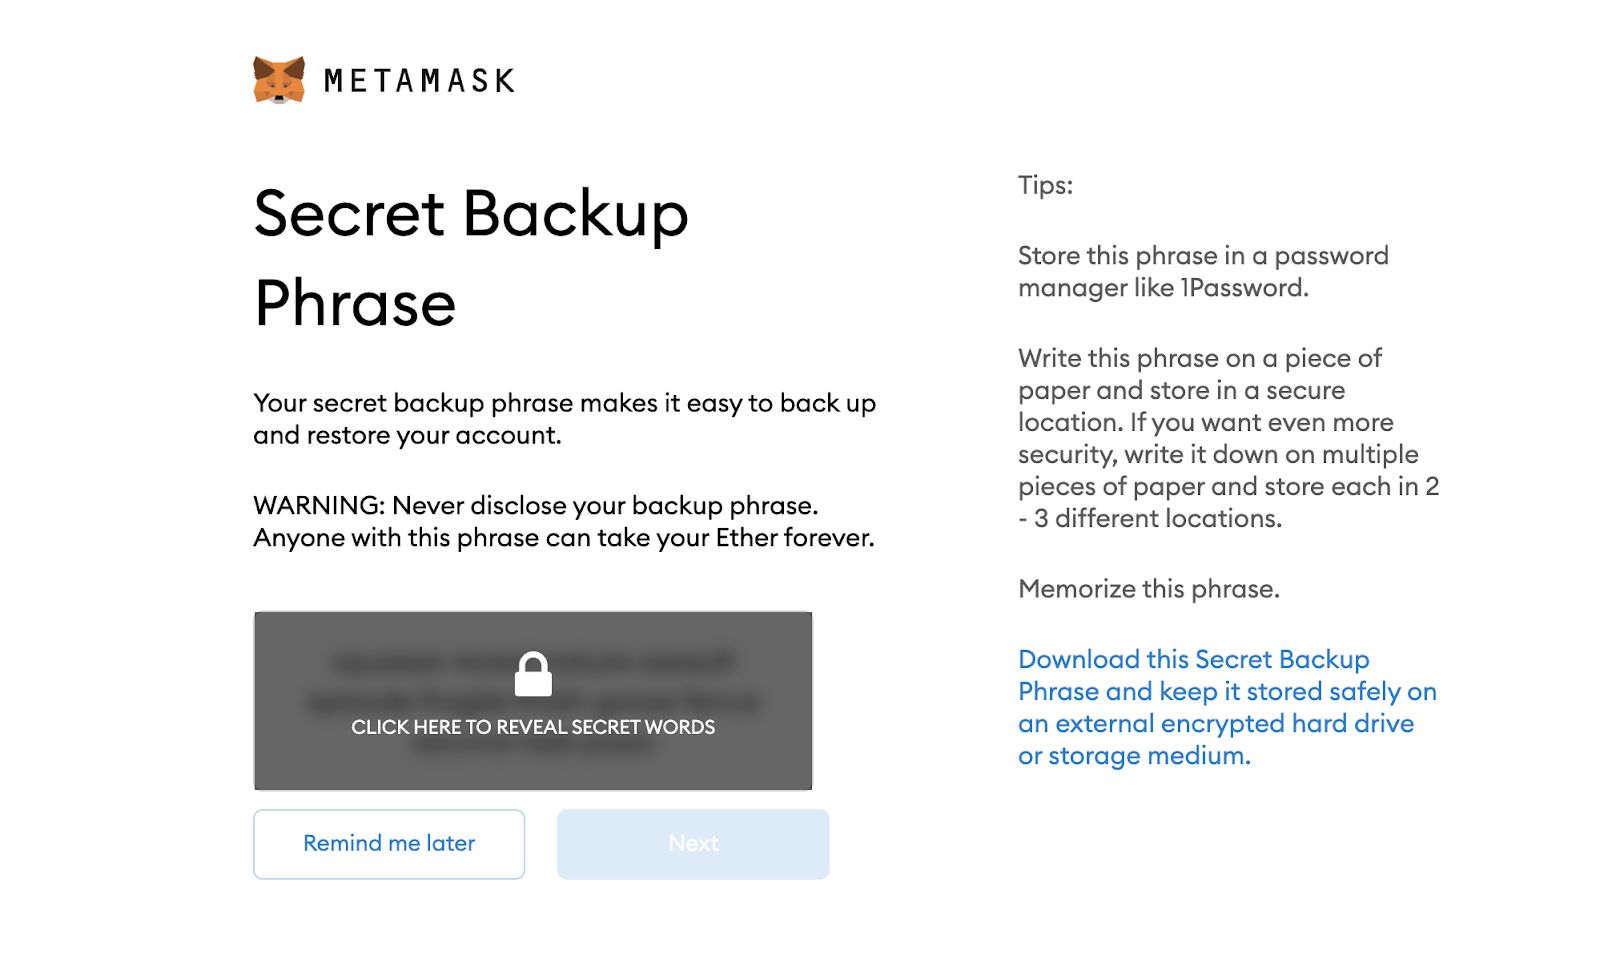 METAMASK
Secret Backup
Phrase
Your secret backup phrase makes it easy to back up
and restore your account.
WARNING: Never disclose your backup phrase.
Anyone with this phrase can take your Ether forever.
CLICK HERE TO REVEAL SECRET WORDS
Remind me later
Next
Tips:
Store this phrase in a password
manager like 1Password.
Write this phrase on a piece of
paper and store in a secure
location. If you want even more
security, write it down on multiple
pieces of paper and store each in 2
- 3 different locations.
Memorize this phrase.
Download this Secret Backup
Phrase and keep it stored safely on
an external encrypted hard drive
or storage medium.